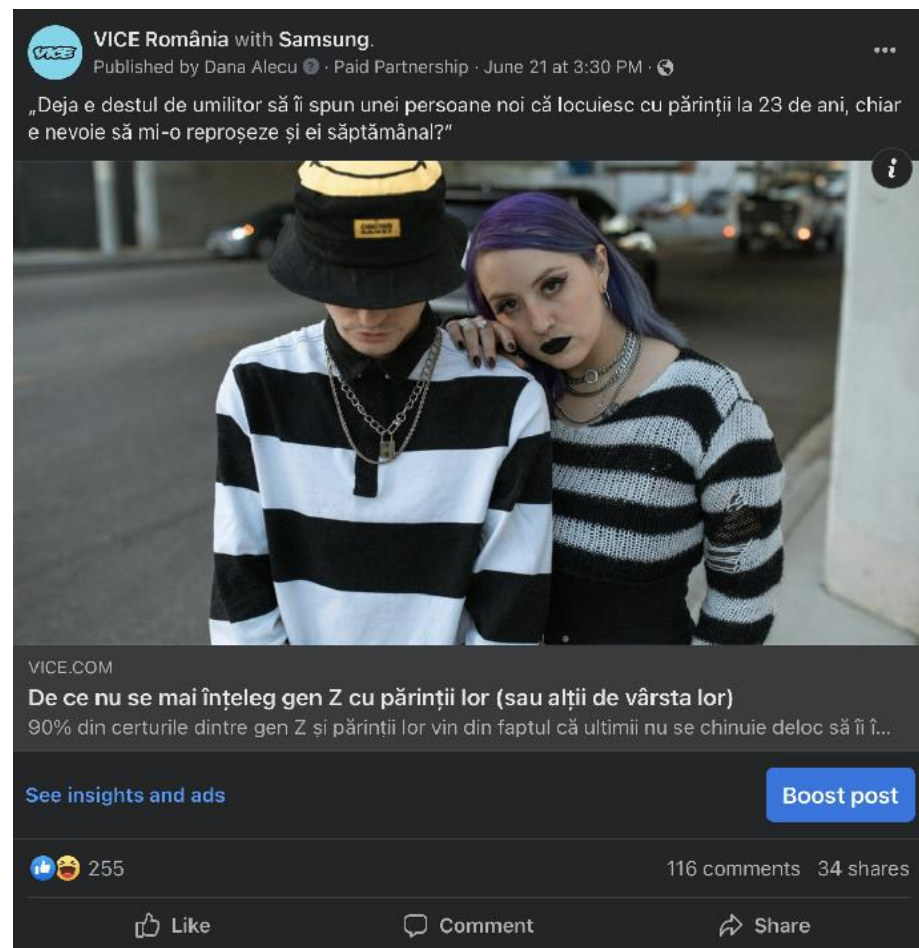 VICE
VICE România with Samsung.
Published by Dana Alecu · Paid Partnership · June 21 at 3:30 PM ·
„Deja e destul de umilitor să îi spun unei persoane noi că locuiesc cu părinții la 23 de ani, chiar
e nevoie să mi-o reproșeze și ei săptămânal?”
VICE.COM
De ce nu se mai înțeleg gen Z cu părinții lor (sau alții de vârsta lor)
90% din certurile dintre gen Z și părinții lor vin din faptul că ultimii nu se chinuie deloc să îi î...
See insights and ads
Boost post
255
116 comments 34 shares
Like
Comment
Share